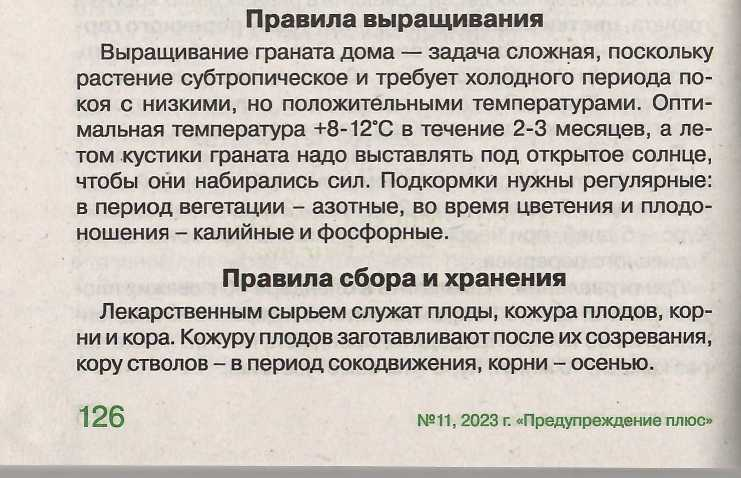 Правила выращивания
Выращивание граната дома — задача сложная, поскольку
растение субтропическое и требует холодного периода по-
коя с низкими, но положительными температурами. Опти-
мальная температура +8-12°С в течение 2-3 месяцев, а ле-
том кустики граната надо выставлять под открытое солнце,
чтобы они набирались сил. Подкормки нужны регулярные:
в период вегетации – азотные, во время цветения и плодо-
ношения – калийные и фосфорные.
Правила сбора и хранения
Лекарственным сырьем служат плоды, кожура плодов, кор-
ни и кора. Кожуру плодов заготавливают после их созревания,
кору стволов – в период сокодвижения, корни – осенью.
126
№11, 2023 г. «Предупреждение плюс»